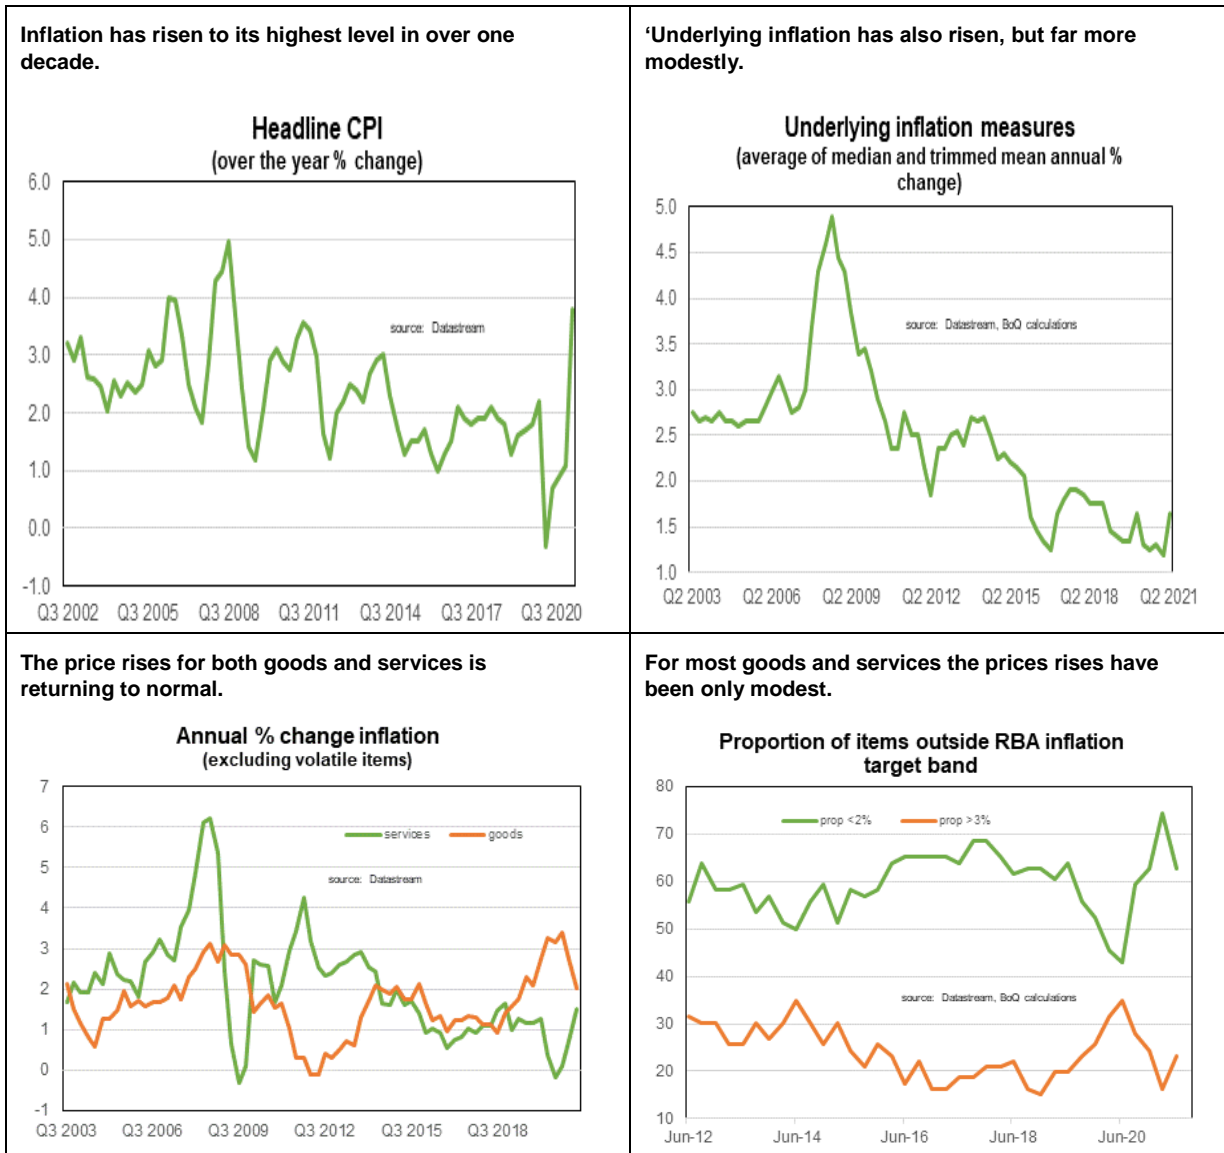 Inflation has risen to its highest level in over one
decade.
Headline CPI
(over the year % change)
6.0
5.0
4.0
3.0
2.0
1.0
0.0
-1.0
source: Datastream
Q3 2002 Q3 2005 Q3 2008 Q3 2011 Q3 2014 Q3 2017 Q3 2020
‘Underlying inflation has also risen, but far more
modestly.
Underlying inflation measures
(average of median and trimmed mean annual %
change)
5.0
4.5
4.0
3.5
3.0
2.5
2.0
1.5
1.0
source: Datastream, BoQ calculations
Q2 2003 Q2 2006 Q2 2009 Q2 2012 Q2 2015 Q2 2018 Q2 2021
The price rises for both goods and services is
returning to normal.
Annual % change inflation
(excluding volatile items)
7
6
5
4
3
2
1
0
-1
services goods
source: Datastream
Q3 2003 Q3 2006 Q3 2009 Q3 2012 Q3 2015 Q3 2018
For most goods and services the prices rises have
been only modest.
Proportion of items outside RBA inflation
target band
80
70
60
50
40
30
20
10
prop <2% prop >3%
source: Datastream, BoQ calculations
Jun-12 Jun-14 Jun-16 Jun-18 Jun-20